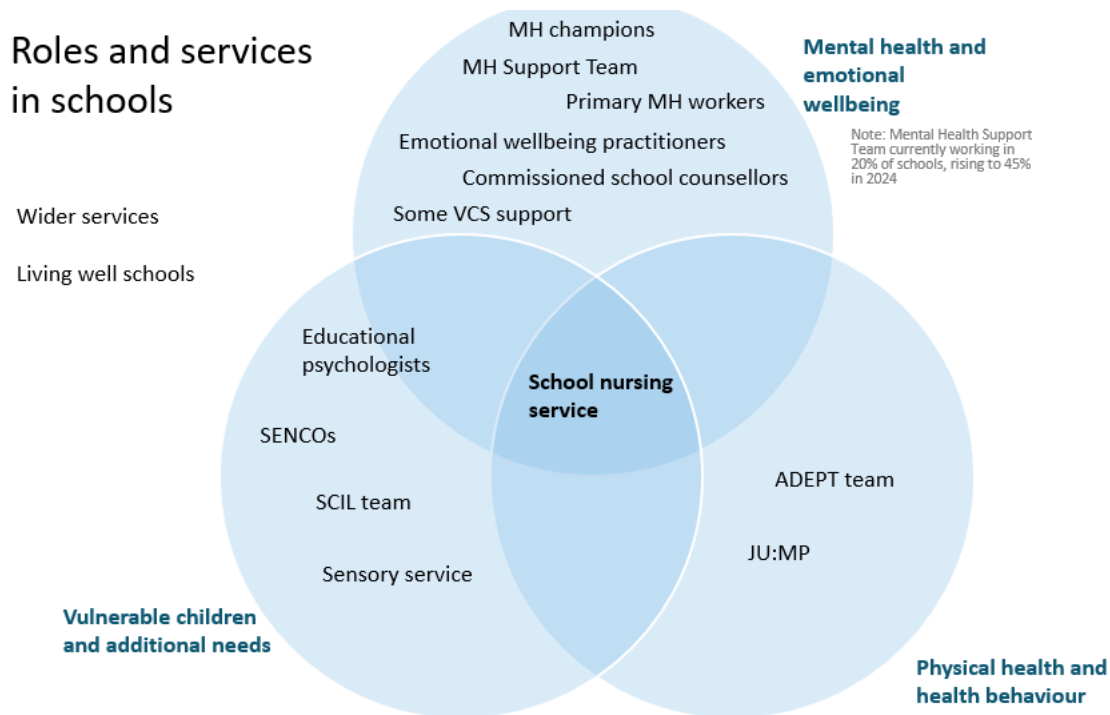 Roles and services
in schools
MH champions
MH Support Team
Primary MH workers
Emotional wellbeing practitioners
Commissioned school counsellors
Some VCS support
Mental health and
emotional
wellbeing
Note: Mental Health Support
Team currently working in
20% of schools, rising to 45%
in 2024
Wider services
Living well schools
Educational
psychologists
School nursing
service
SENCOs
SCIL team
Sensory service
ADEPT team
JU:MP
Vulnerable children
and additional needs
Physical health and
health behaviour